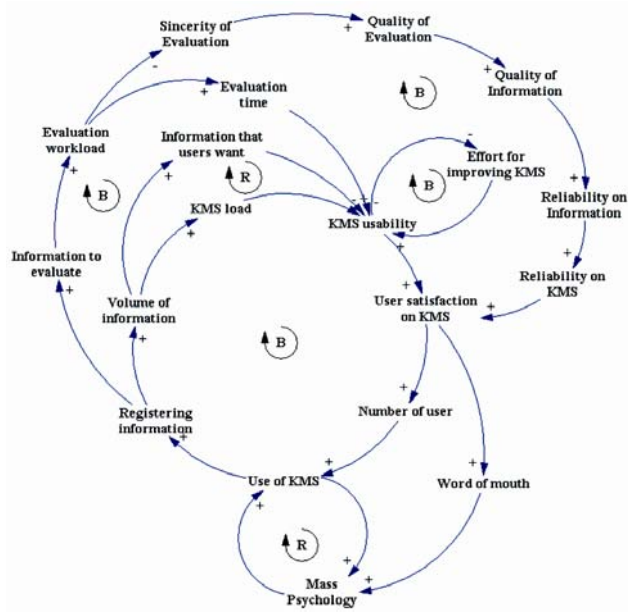 Sincerity of
Evaluation
+
Quality of
Evaluation
-
+
Quality of
Information
Evaluation
time
+
B
Evaluation
workload
+
Information that
users want
+
R
-
Effort for
improving KMS
B
B
KMS load
+
- + -
KMS usability
+
+
Reliability on
Information
+
Information to
evaluate
+
Reliability on
KMS
+
Volume of
information
+
+
User satisfaction
on KMS
B
Registering
information
+
+
Number of user
+
Use of KMS
+
Word of mouth
+
R
+
+
Mass
Psychology